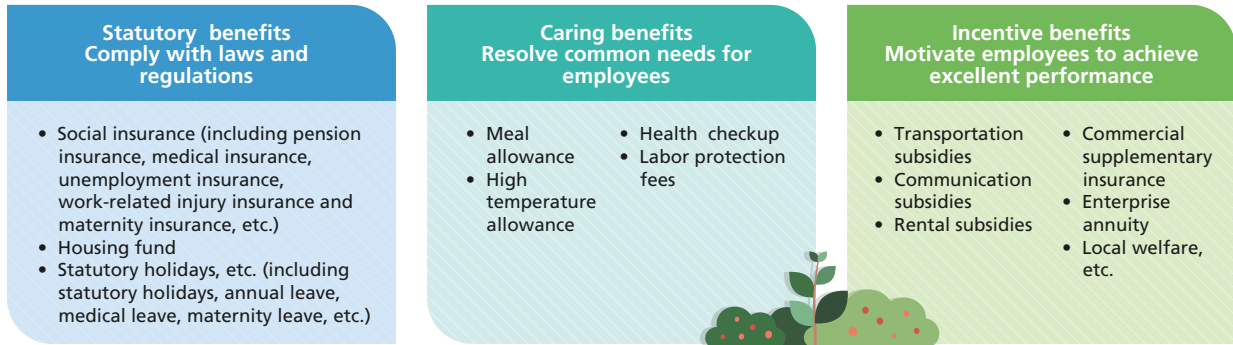 Statutory benefits
Comply with laws and
regulations
• Social insurance (including pension
insurance, medical insurance,
unemployment insurance,
work-related injury insurance and
maternity insurance, etc.)
• Housing fund
• Statutory holidays, etc. (including
statutory holidays, annual leave,
medical leave, maternity leave, etc.)
Caring benefits
Resolve common needs for
employees
• Meal
allowance
• High
temperature
allowance
• Health checkup
• Labor protection
fees
Incentive benefits
Motivate employees to achieve
excellent performance
• Transportation
subsidies
• Communication
subsidies
• Rental subsidies
• Commercial
supplementary
insurance
• Enterprise
annuity
• Local welfare,
etc.